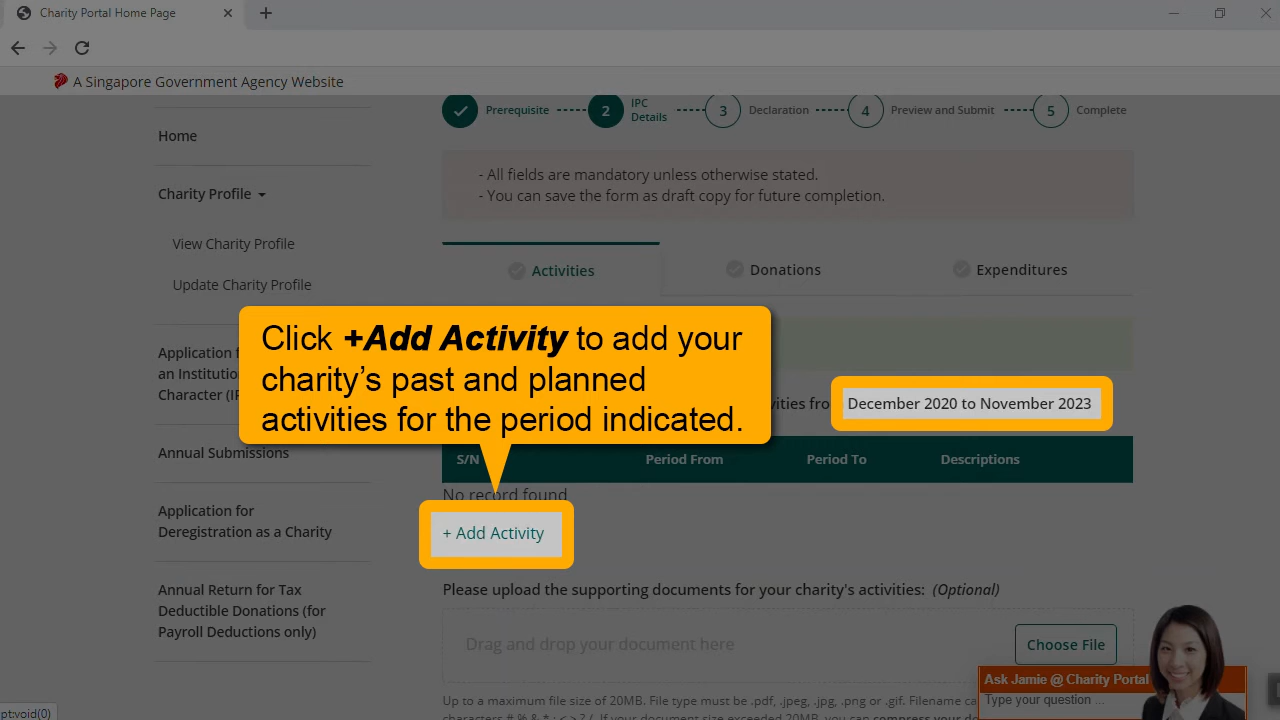 Charity Portal Home Page
A Singapore Government Agency Website
Prerequisite
2
IPC
Details
3
Declaration
4
Preview and Submit
5
Complete
Home
Charity Profile
View Charity Profile
Update Charity Profile
Application f
an Institutio
Character (IP
Annual Submissions
Application for
Deregistration as a Charity
Annual Return for Tax
Deductible Donations (for
Payroll Deductions only)
- All fields are mandatory unless otherwise stated.
- You can save the form as draft copy for future completion.
Activities
Donations
Expenditures
Click +Add Activity to add your
charity's past and planned
activities for the period indicated.
vities fro December 2020 to November 2023
S/N Period From Period To Descriptions
No record found
+ Add Activity
Please upload the supporting documents for your charity's activities: (Optional)
Drag and drop your document here
Choose File
Up to a maximum file size of 20MB. File type must be .pdf, .jpeg, .jpg, .png or .gif. Filename ca
Ask Jamie @ Charity Portal
Type your question ...
pt:void(0)